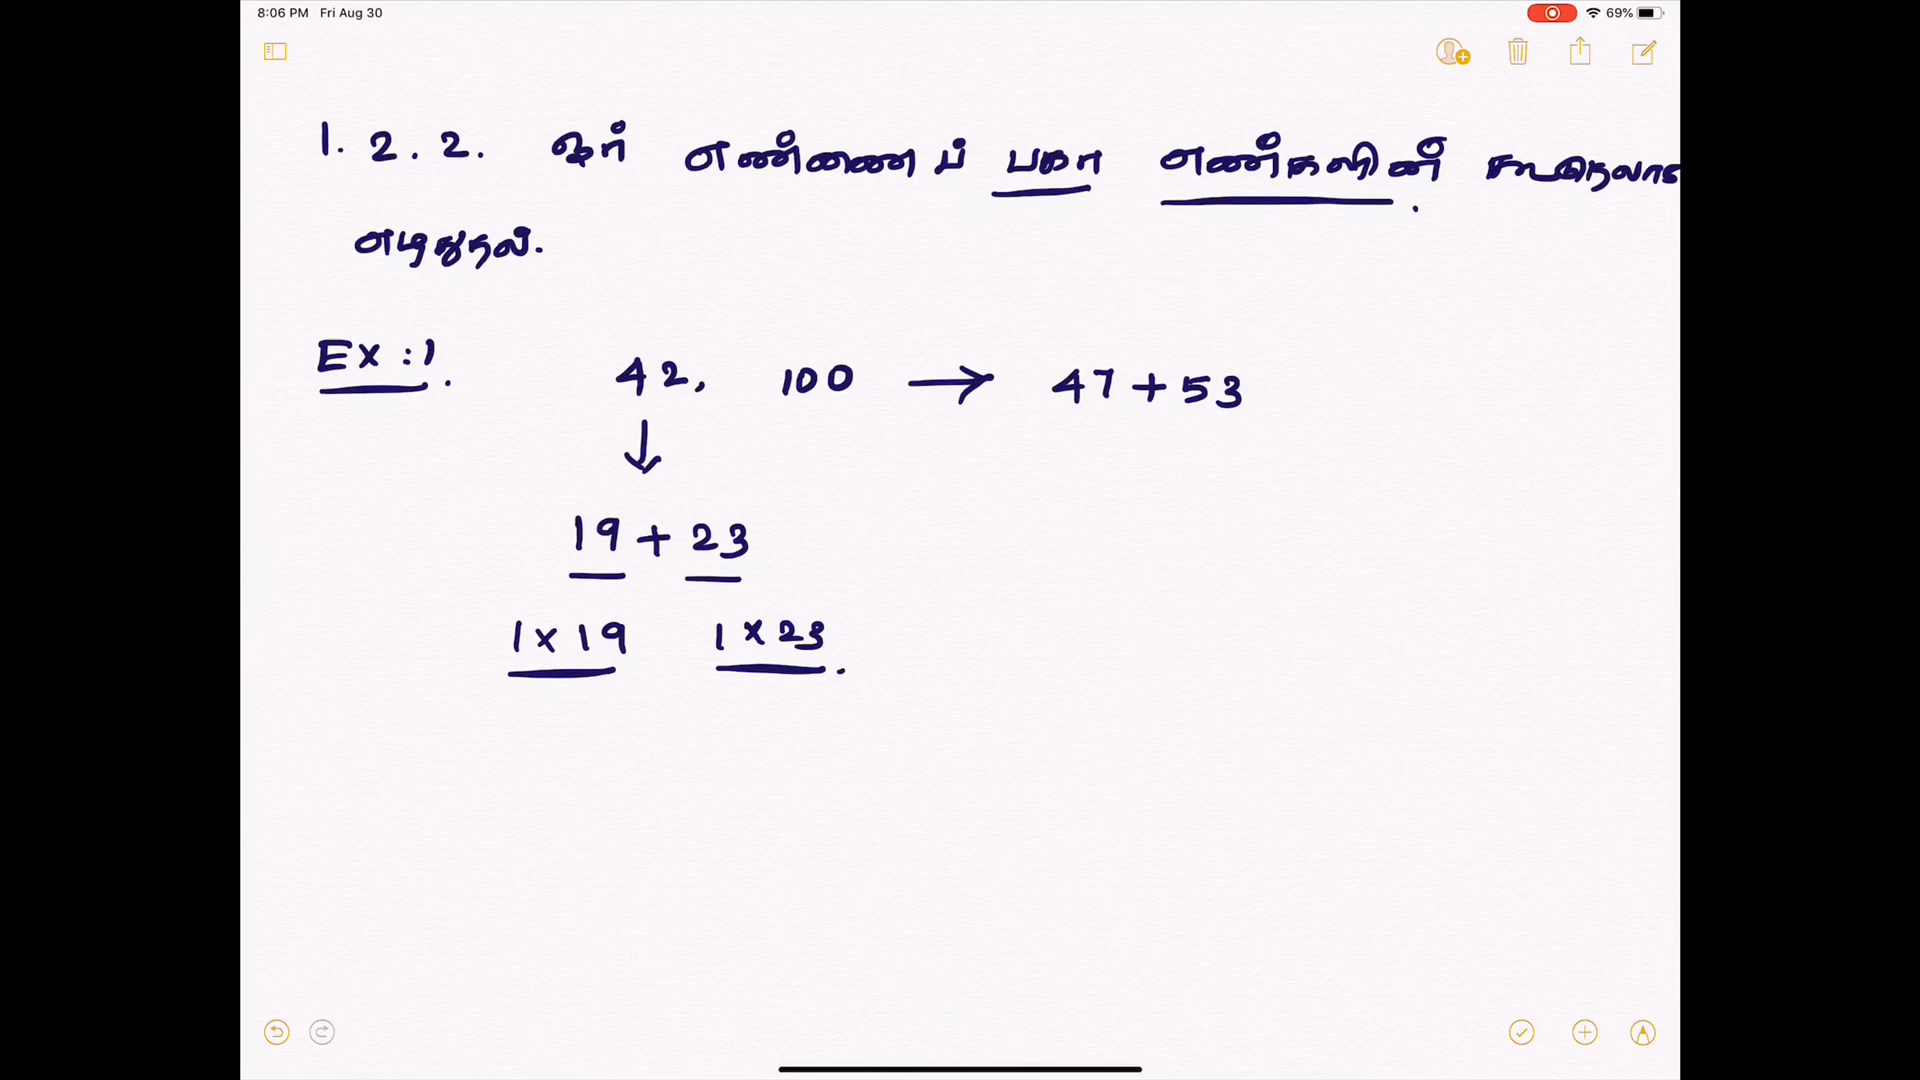 8:06 PM Fri Aug 30 69%
1.2.2. ஓர் எண்ணைப் பகா எண்களின் கூடுதலாக
எழுதுதல்.
Ex:1. 42, 100 → 47+53
↓
19+23
1×19 1×23.